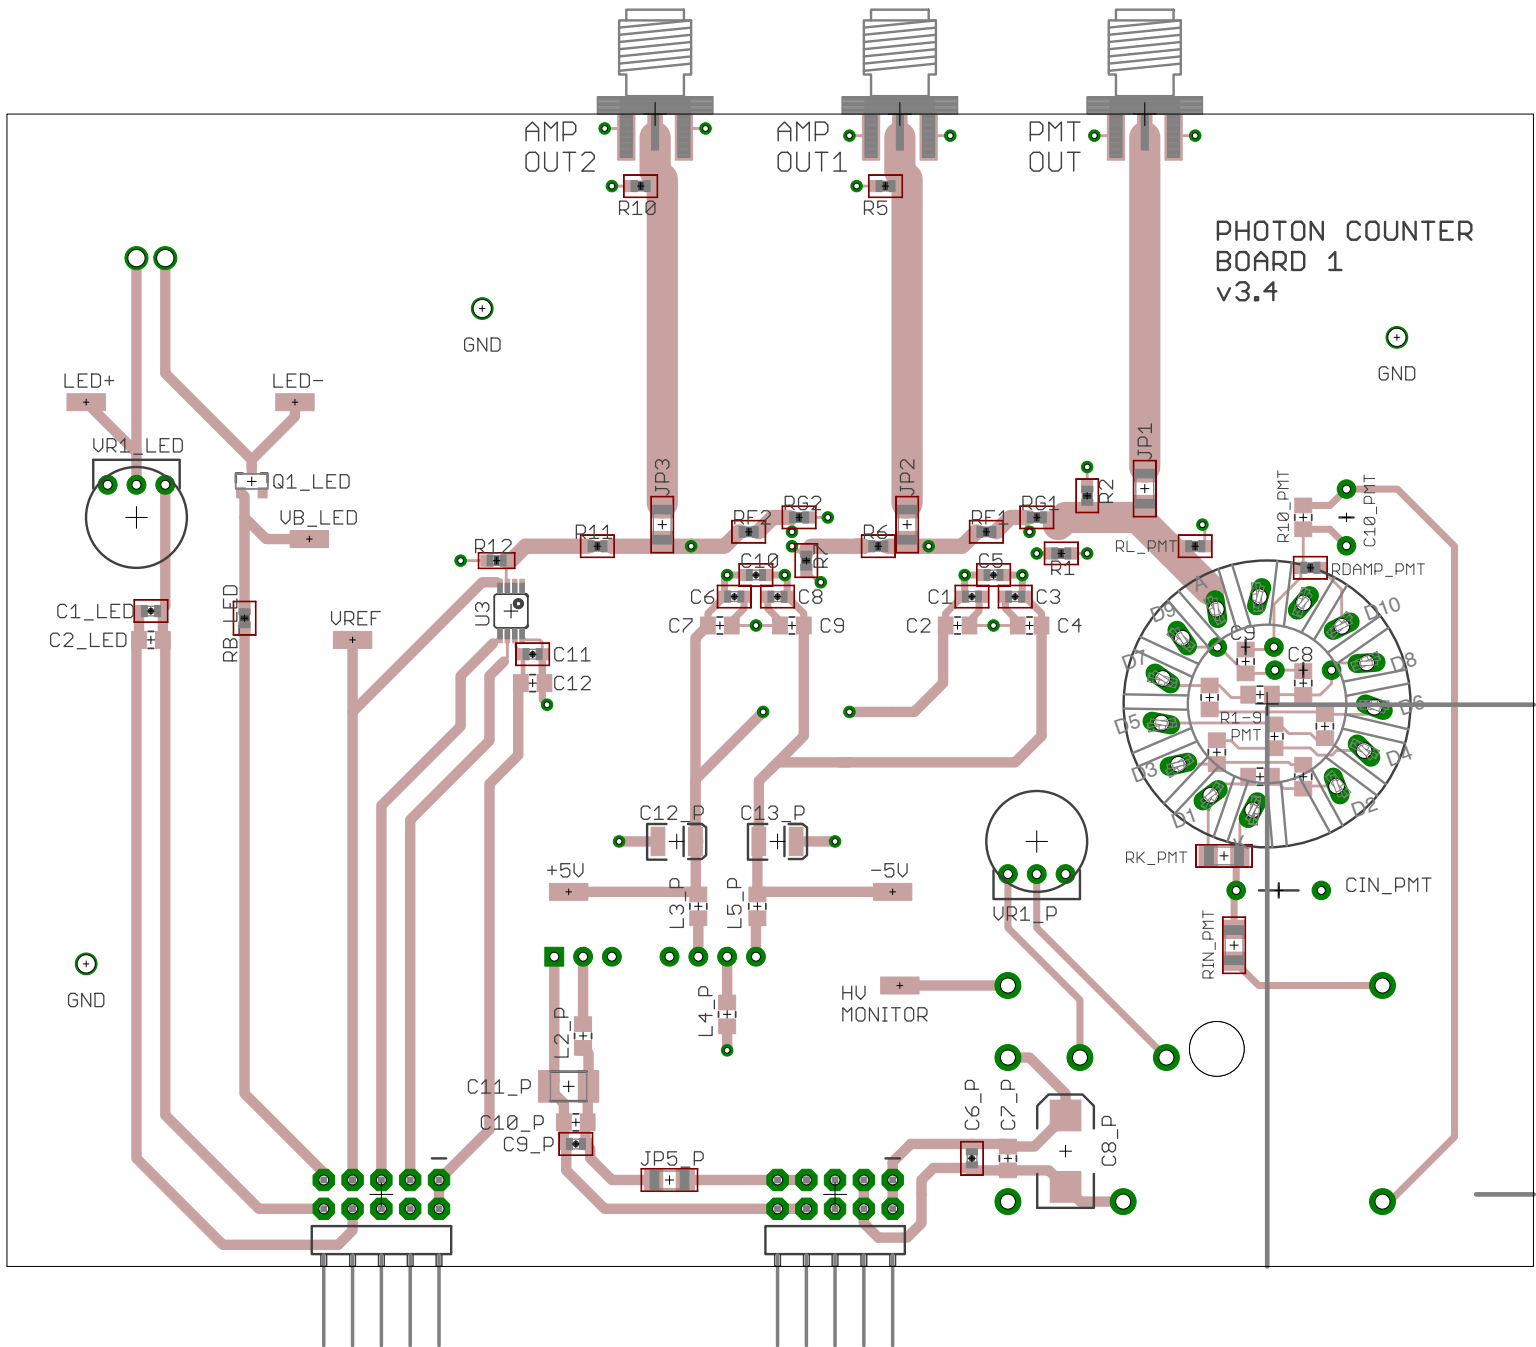 AMP
OUT2
AMP
OUT1
PMT
OUT
R10
R5
PHOTON COUNTER
BOARD 1
v3.4
GND
GND
LED+
LED-
VR1_LED
Q1_LED
VB_LED
JP3
JP2
JP1
RF2
RG2
R11
R12
R6
R7
RF1
RG1
R2
R1
RL_PMT
R10_PMT
C10_PMT
RDAMP_PMT
C10
C6
C8
C7
C9
C5
C1
C3
C2
C4
U3
C11
C12
C1_LED
C2_LED
RB_LED
VREF
A
D9
D10
D7
D8
D5
D6
D3
D4
D1
D2
K
C9
C8
R1-9
PMT
RK_PMT
CIN_PMT
RIN_PMT
C12_P
C13_P
+5V
-5V
L3_P
L5_P
VR1_P
GND
HV
MONITOR
L4_P
L2_P
C11_P
C10_P
C9_P
JP5_P
C6_P
C7_P
C8_P